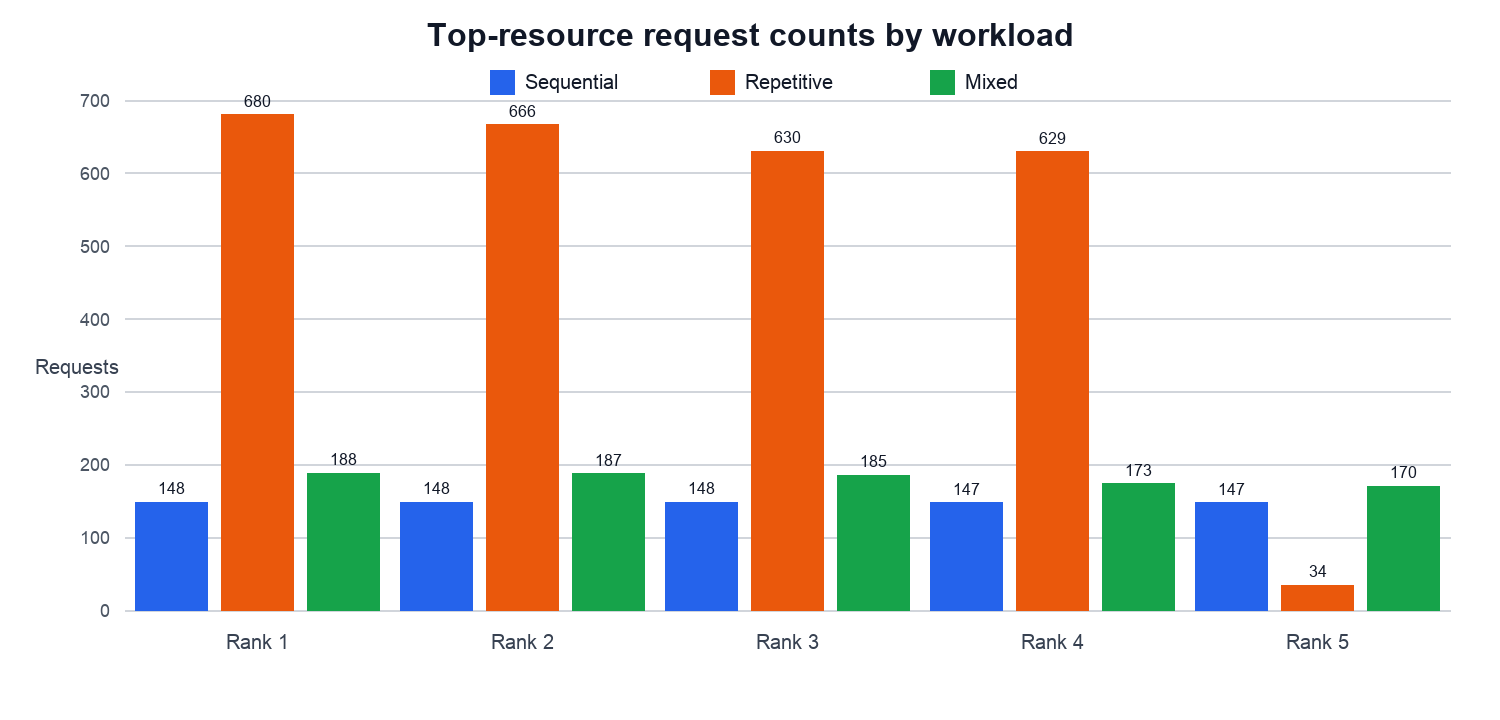 Top-resource request counts by workload
Sequential Repetitive Mixed
700
680
666
630
629
600
500
400
Requests
300
200
148 188 148 187 148 185 147 173 147 34 170
100
0
Rank 1 Rank 2 Rank 3 Rank 4 Rank 5